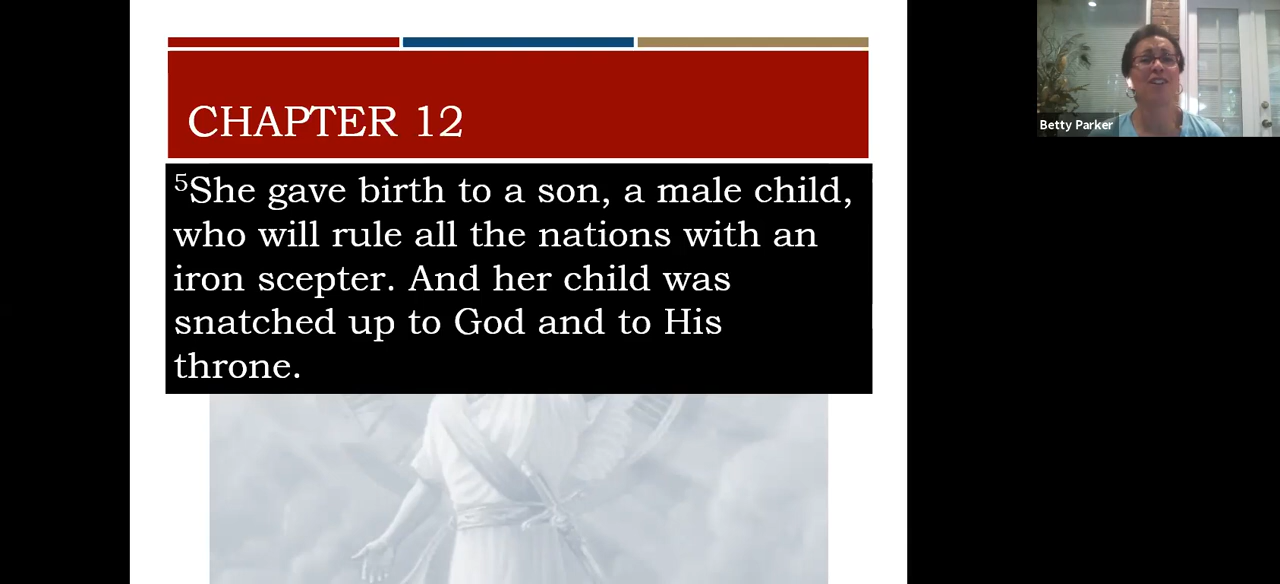 CHAPTER 12
⁵She gave birth to a son, a male child,
who will rule all the nations with an
iron scepter. And her child was
snatched up to God and to His
throne.
Betty Parker